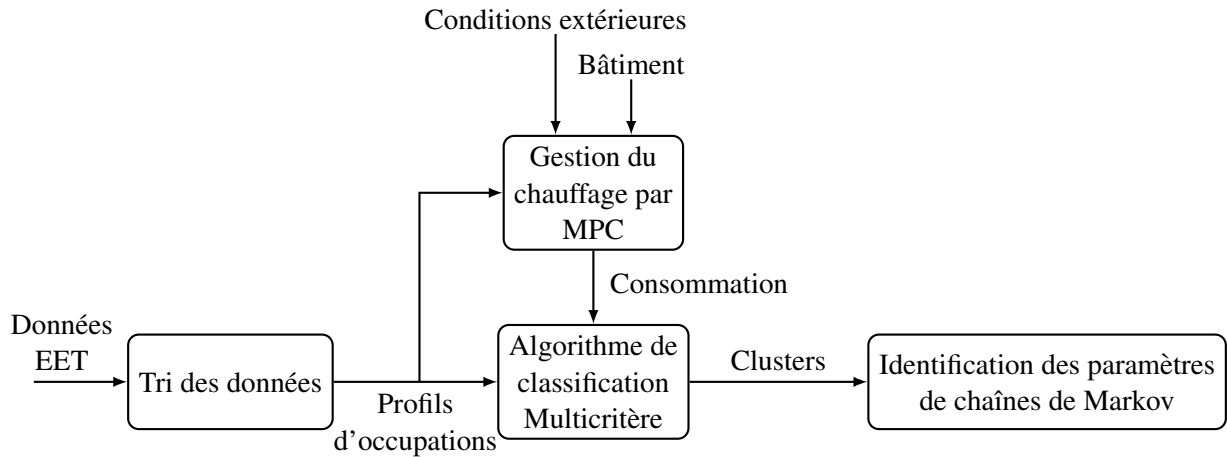 Conditions extérieures
Bâtiment
Gestion du
chauffage par
MPC
Consommation
Données
EET
Tri des données
Profils
d’occupations
Algorithme de
classification
Multicritère
Clusters
Identification des paramètres
de chaînes de Markov